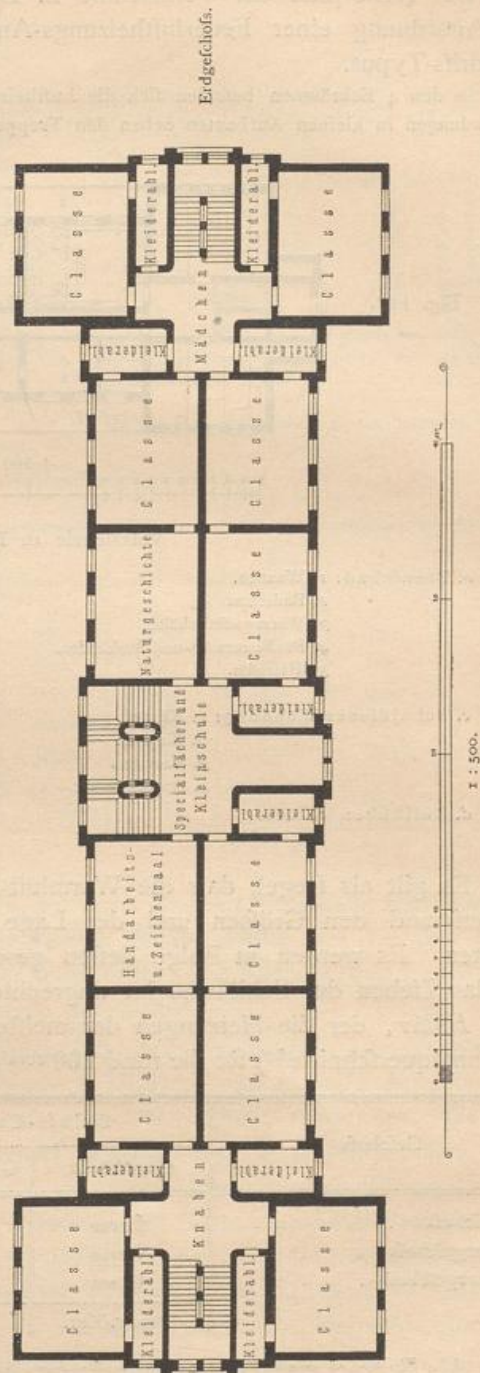 Erdgeſchoſs.
Classe
Classe
Kleiderabl.
Classe
Handarbeits-
u. Zeichensaal
Naturgeschichte
Classe
Kleiderabl.
Kleiderabl.
Kleiderabl.
Knaben
Specialfächer und
Kleinschule
Mädchen
Kleiderabl.
Kleiderabl.
Classe
Classe
Kleiderabl.
Kleiderabl.
Classe
Classe
Kleiderabl.
Kleiderabl.
Classe
Classe
1 : 500.